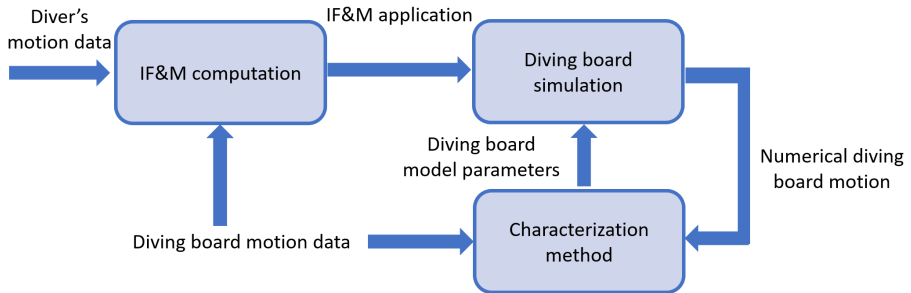 Diver's
motion data
IF&M computation
IF&M application
Diving board
simulation
Diving board
model parameters
Numerical diving
board motion
Diving board motion data
Characterization
method